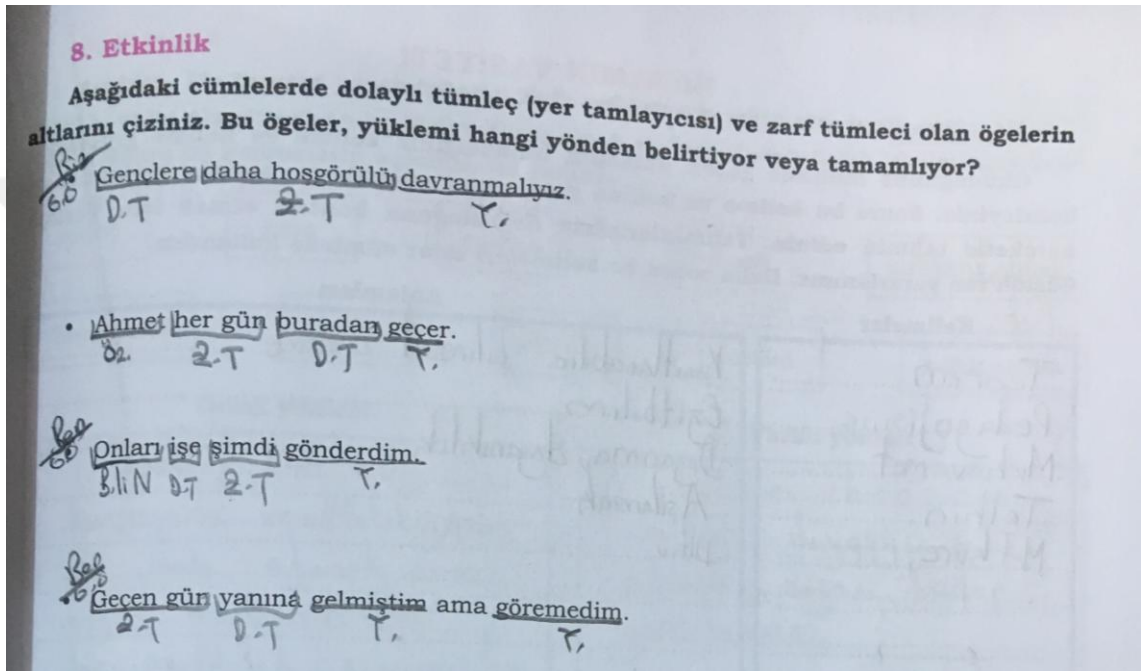 8. Etkinlik
Aşağıdaki cümlelerde dolaylı tümleç (yer tamlayıcısı) ve zarf tümleci olan ögelerin
altlarını çiziniz. Bu ögeler, yüklemi hangi yönden belirtiyor veya tamamlıyor?
Gençlere daha hoşgörülü davranmalıyız.
D.T Z.T Y.
• Ahmet her gün buradan geçer.
Öz. Z.T D.T Y.
Onları işe şimdi gönderdim.
B.li N D.T Z.T Y.
Geçen gün yanına gelmiştim ama göremedim.
Z.T D.T Y. Y.